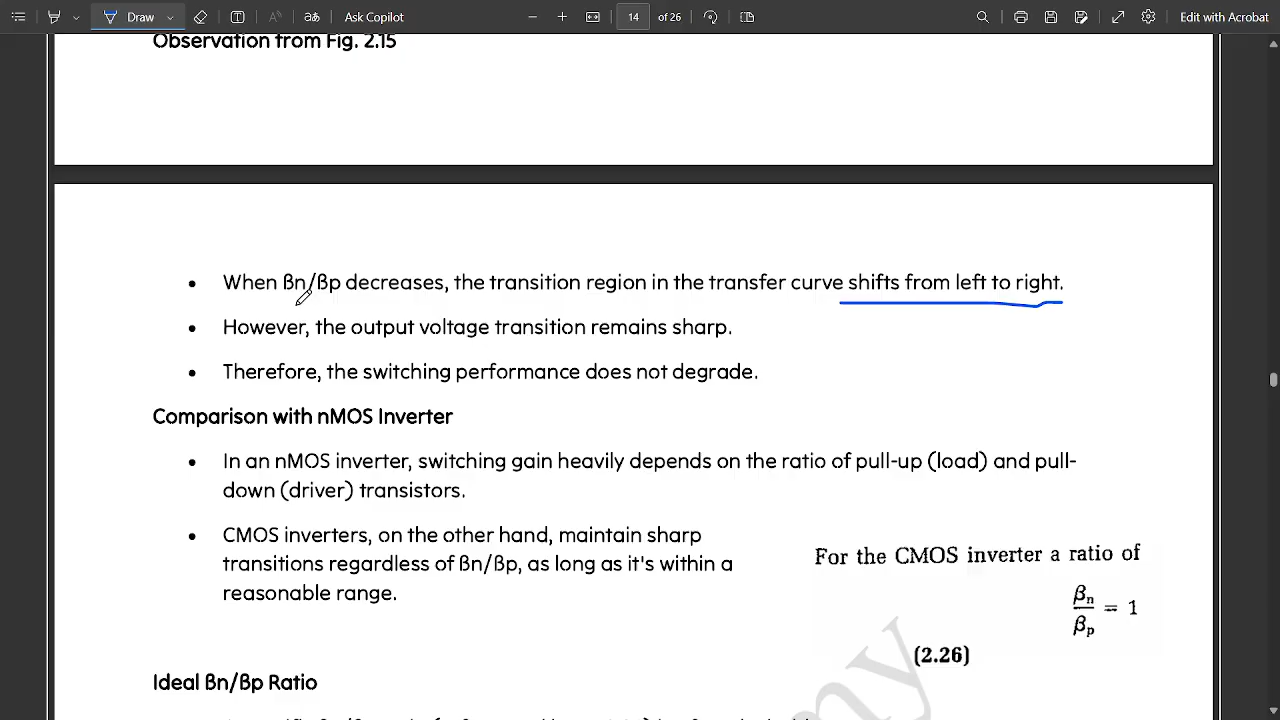 Draw
Ask Copilot
14 of 26
Edit with Acrobat
Observation from Fig. 2.15
• When βn/βp decreases, the transition region in the transfer curve shifts from left to right.
• However, the output voltage transition remains sharp.
• Therefore, the switching performance does not degrade.
Comparison with nMOS Inverter
• In an nMOS inverter, switching gain heavily depends on the ratio of pull-up (load) and pull-
down (driver) transistors.
• CMOS inverters, on the other hand, maintain sharp
transitions regardless of βn/βp, as long as it's within a
reasonable range.
For the CMOS inverter a ratio of
βn/βp = 1
(2.26)
my
Ideal βn/βp Ratio